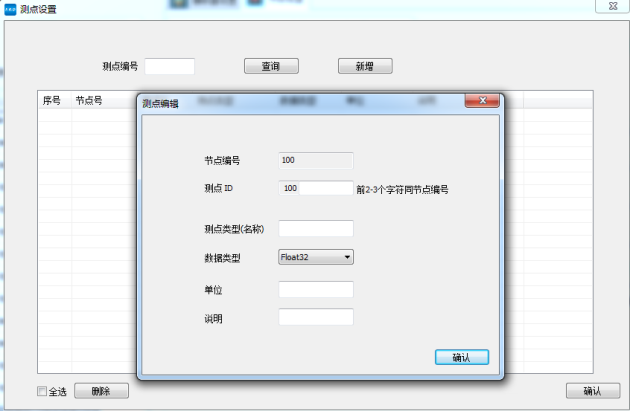 测点设置
测点编号
查询
新增
序号 节点号
测点编辑
节点编号 100
测点 ID 100 前2-3个字符同节点编号
测点类型(名称)
数据类型 Float32
单位
说明
确认
全选 删除 确认